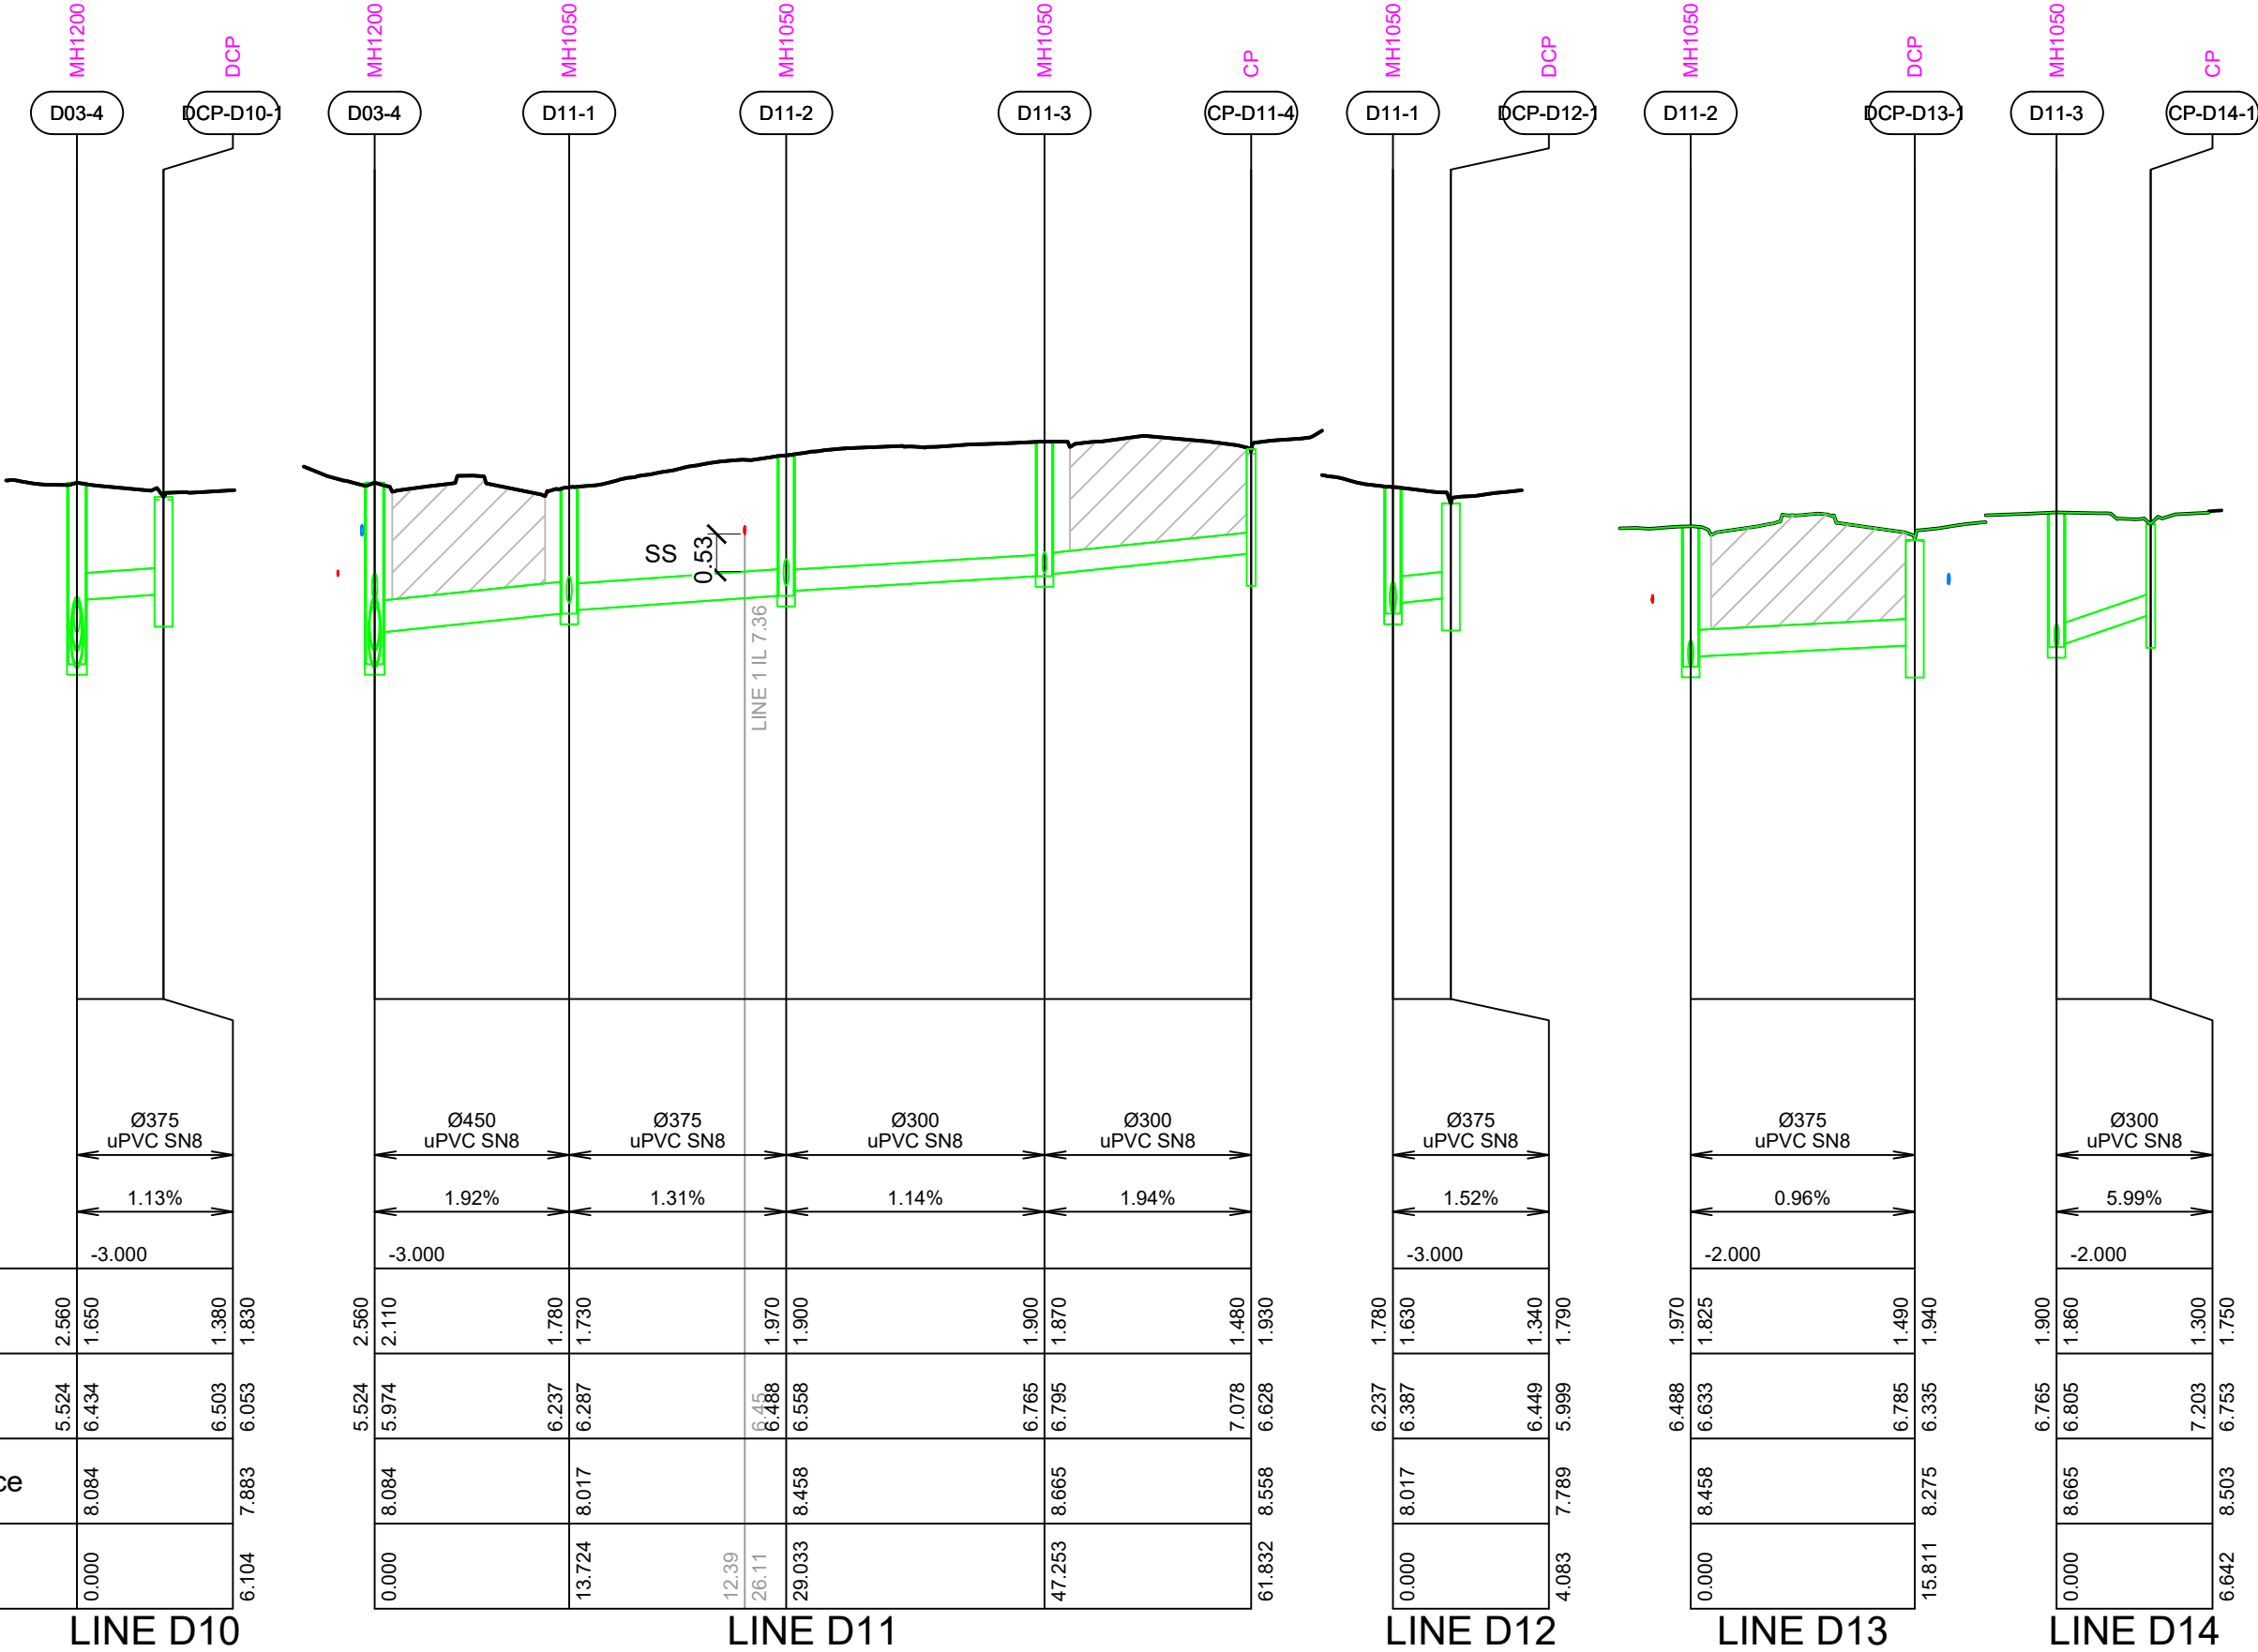 MH1200 DCP MH1200 MH1050 MH1050 MH1050 CP MH1050 DCP MH1050 DCP MH1050 CP
D03-4 DCP-D10-1 D03-4 D11-1 D11-2 D11-3 CP-D11-4 D11-1 DCP-D12-1 D11-2 DCP-D13-1 D11-3 CP-D14-1
SS 0.53
LINE 1 IL 7.36
Ø375 Ø450 Ø375 Ø300 Ø300 Ø375 Ø375 Ø300
uPVC SN8 uPVC SN8 uPVC SN8 uPVC SN8 uPVC SN8 uPVC SN8 uPVC SN8 uPVC SN8
1.13% 1.92% 1.31% 1.14% 1.94% 1.52% 0.96% 5.99%
-3.000 -3.000 -3.000 -2.000 -2.000
2.560 1.650 1.380 1.830 2.560 2.110 1.780 1.730 1.970 1.900 1.900 1.870 1.480 1.930 1.780 1.630 1.340 1.790 1.970 1.825 1.490 1.940 1.900 1.860 1.300 1.750
5.524 6.434 6.503 6.053 5.524 5.974 6.237 6.287 6.45 6.488 6.558 6.765 6.795 7.078 6.628 6.237 6.387 6.449 5.999 6.488 6.633 6.785 6.335 6.765 6.805 7.203 6.753
ce 8.084 7.883 8.084 8.017 8.458 8.665 8.558 8.017 7.789 8.458 8.275 8.665 8.503
0.000 6.104 0.000 13.724 12.39 26.11 29.033 47.253 61.832 0.000 4.083 0.000 15.811 0.000 6.642
LINE D10 LINE D11 LINE D12 LINE D13 LINE D14